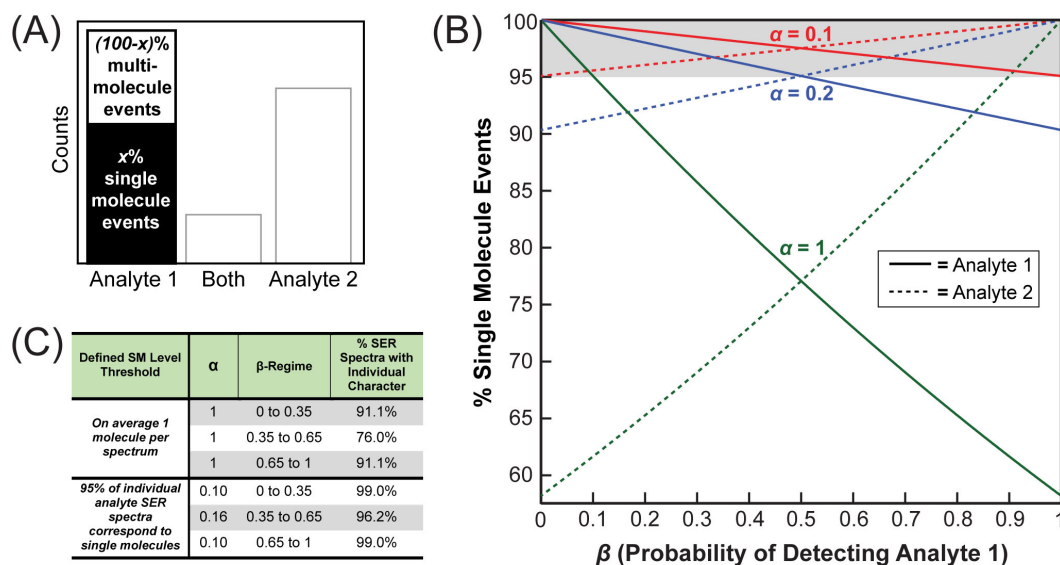 (A)
(100-x)%
multi-
molecule
events
x%
single
molecule
events
Counts
Analyte 1
Both
Analyte 2
(B)
100
95
90
85
80
75
70
65
60
% Single Molecule Events
α = 0.1
α = 0.2
α = 1
= Analyte 1
= Analyte 2
0 0.1 0.2 0.3 0.4 0.5 0.6 0.7 0.8 0.9 1
β (Probability of Detecting Analyte 1)
(C)
Defined SM Level
Threshold
α
β-Regime
% SER
Spectra with
Individual
Character
On average 1
molecule per
spectrum
1 0 to 0.35 91.1%
1 0.35 to 0.65 76.0%
1 0.65 to 1 91.1%
95% of individual
analyte SER
spectra
correspond to
single molecules
0.10 0 to 0.35 99.0%
0.16 0.35 to 0.65 96.2%
0.10 0.65 to 1 99.0%